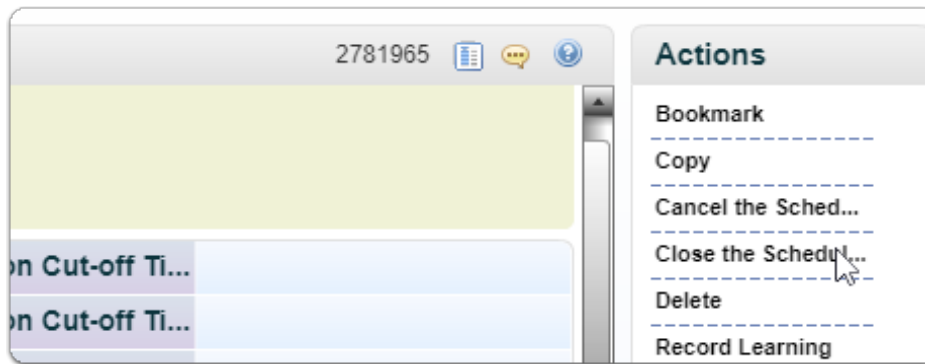 2781965
Actions
Bookmark
Copy
Cancel the Sched...
Close the Schedul...
Delete
Record Learning
on Cut-off Ti...
on Cut-off Ti...